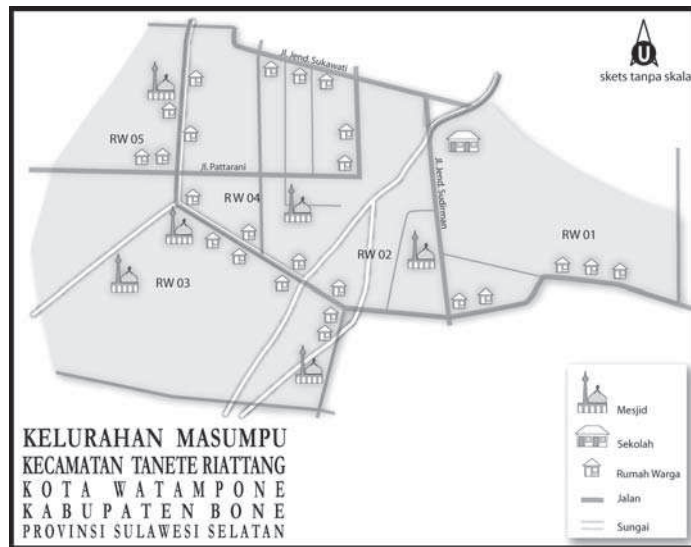 Jl. Jend. Sukawati
U
skets tanpa skala
RW 05
Jl. Pattarani
RW 04
Jl. Jend. Sudirman
RW 01
RW 02
RW 03
KELURAHAN MASUMPU
KECAMATAN TANETE RIATTANG
KOTA WATAMPONE
KABUPATEN BONE
PROVINSI SULAWESI SELATAN
Mesjid
Sekolah
Rumah Warga
Jalan
Sungai